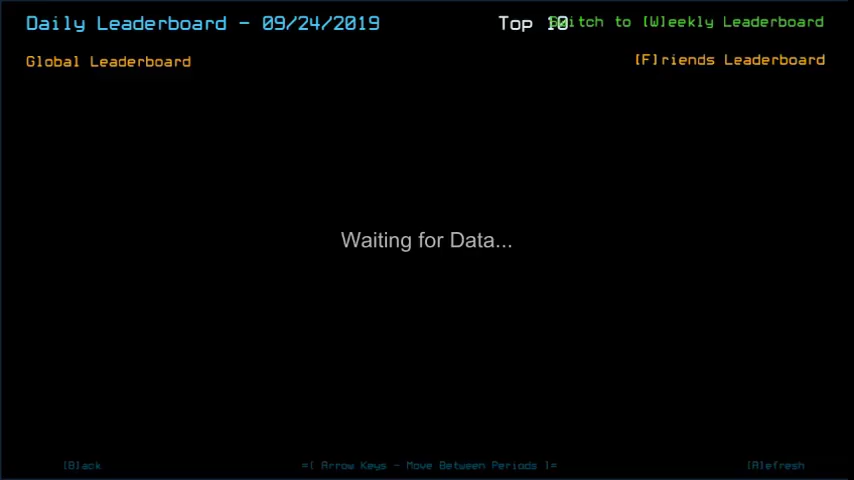 Daily Leaderboard - 09/24/2019
Top 10
Switch to [W]eekly Leaderboard
Global Leaderboard
[F]riends Leaderboard
Waiting for Data...
[B]ack
=[ Arrow Keys - Move Between Periods ]=
[R]efresh